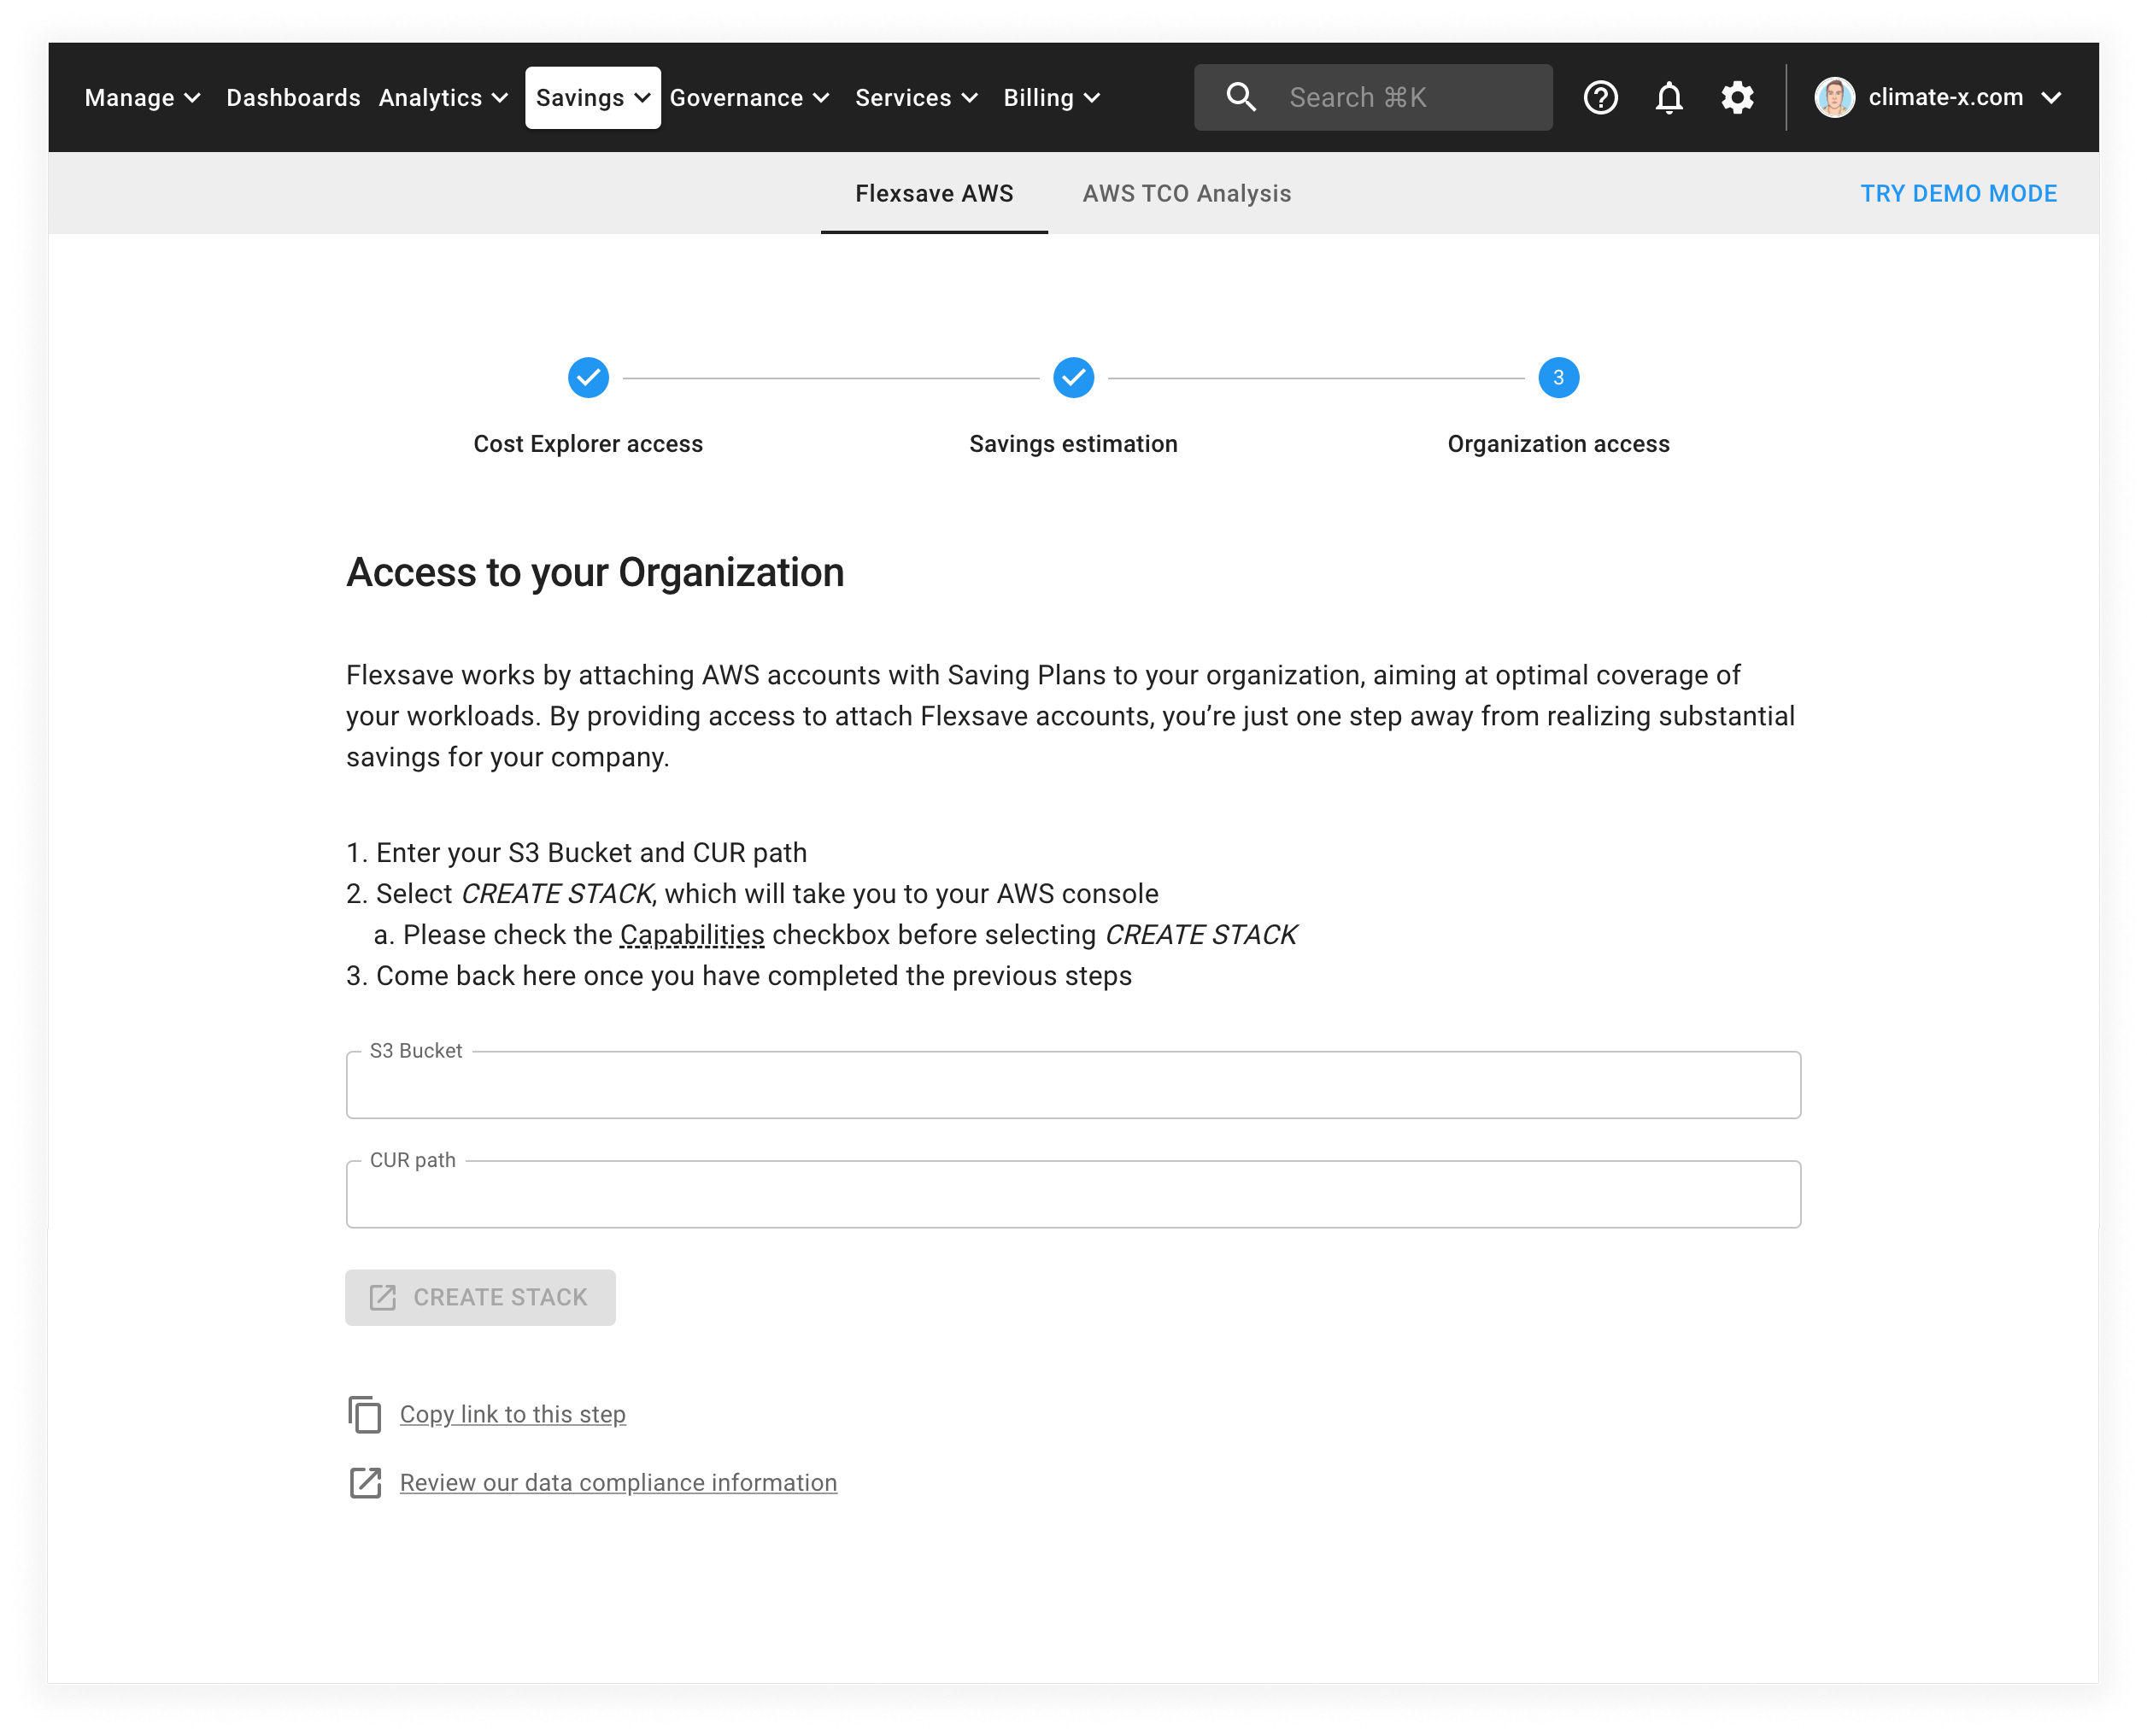 Manage Dashboards Analytics Savings Governance Services Billing Search ⌘K climate-x.com
Flexsave AWS AWS TCO Analysis TRY DEMO MODE
3
Cost Explorer access Savings estimation Organization access
Access to your Organization
Flexsave works by attaching AWS accounts with Saving Plans to your organization, aiming at optimal coverage of
your workloads. By providing access to attach Flexsave accounts, you’re just one step away from realizing substantial
savings for your company.
1. Enter your S3 Bucket and CUR path
2. Select CREATE STACK, which will take you to your AWS console
a. Please check the Capabilities checkbox before selecting CREATE STACK
3. Come back here once you have completed the previous steps
S3 Bucket
CUR path
CREATE STACK
Copy link to this step
Review our data compliance information